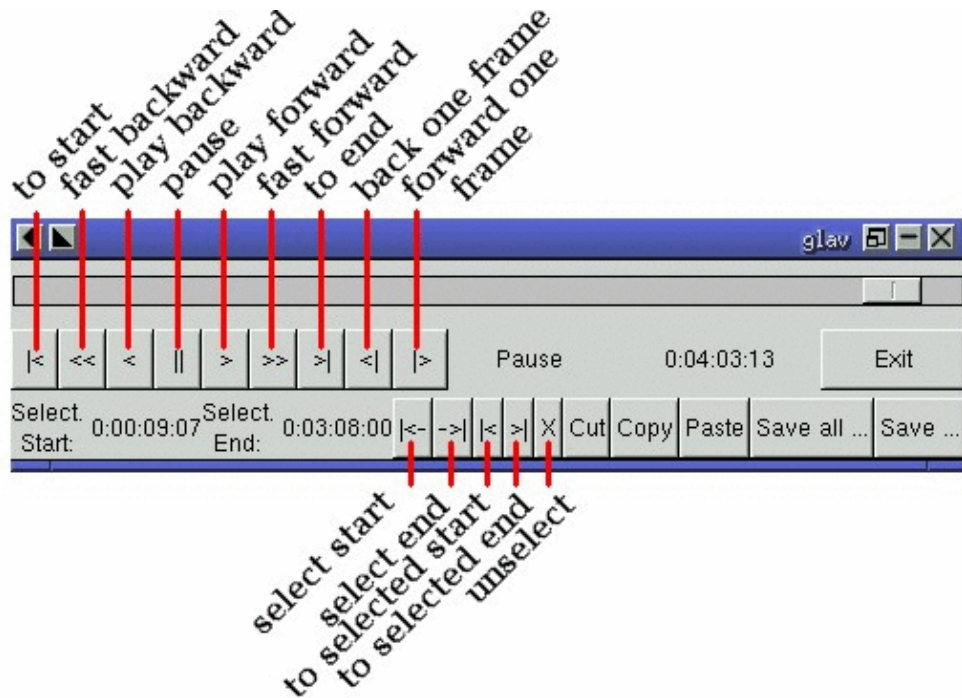 to start
fast backward
play backward
pause
play forward
fast forward
to end
back one frame
forward one
frame
glav
|< << < || > >> >| <| |> Pause 0:04:03:13 Exit
Select. Start: 0:00:09:07 Select. End: 0:03:08:00 |<- ->| |< >| X Cut Copy Paste Save all ... Save ...
select start
select end
to selected start
to selected end
unselect